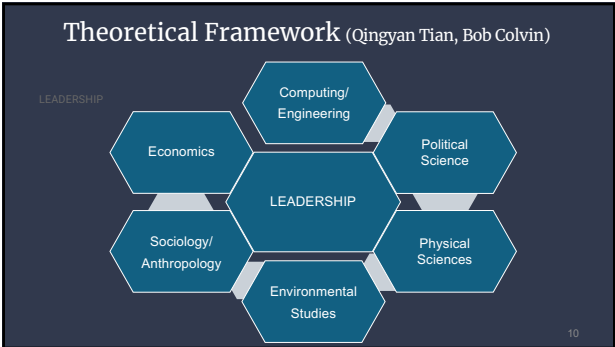 Theoretical Framework (Qingyan Tian, Bob Colvin)
LEADERSHIP
Computing/
Engineering
Economics
Political
Science
LEADERSHIP
Sociology/
Anthropology
Physical
Sciences
Environmental
Studies
10